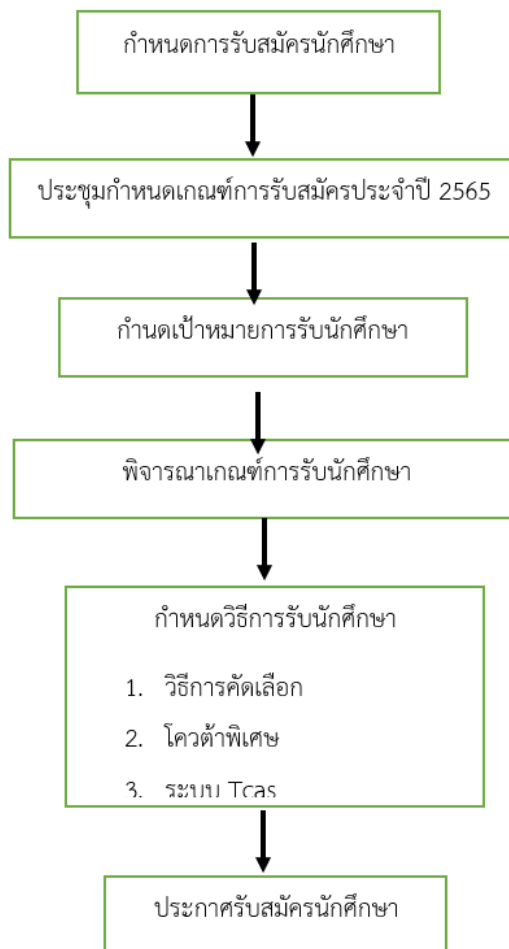 กำหนดการรับสมัครนักศึกษา
ประชุมกำหนดเกณฑ์การรับสมัครประจำปี 2565
กำนดเป้าหมายการรับนักศึกษา
พิจารณาเกณฑ์การรับนักศึกษา
กำหนดวิธีการรับนักศึกษา
1. วิธีการคัดเลือก
2. โควต้าพิเศษ
3. ระบบ Tcas
ประกาศรับสมัครนักศึกษา